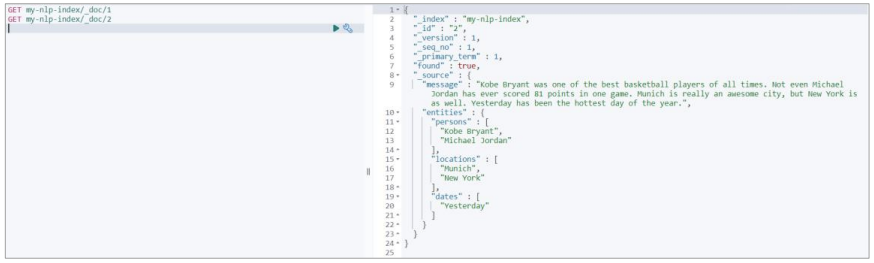 GET my-nlp-index/_doc/1
GET my-nlp-index/_doc/2
1 {
2 "_index" : "my-nlp-index",
3 "_id" : "2",
4 "_version" : 1,
5 "_seq_no" : 1,
6 "_primary_term" : 1,
7 "found" : true,
8 "_source" : {
9 "message" : "Kobe Bryant was one of the best basketball players of all times. Not even Michael
Jordan has ever scored 81 points in one game. Munich is really an awesome city, but New York is
as well. Yesterday has been the hottest day of the year.",
10 "entities" : {
11 "persons" : [
12 "Kobe Bryant",
13 "Michael Jordan"
14 ],
15 "locations" : [
16 "Munich",
17 "New York"
18 ],
19 "dates" : [
20 "Yesterday"
21 ]
22 }
23 }
24 }
25